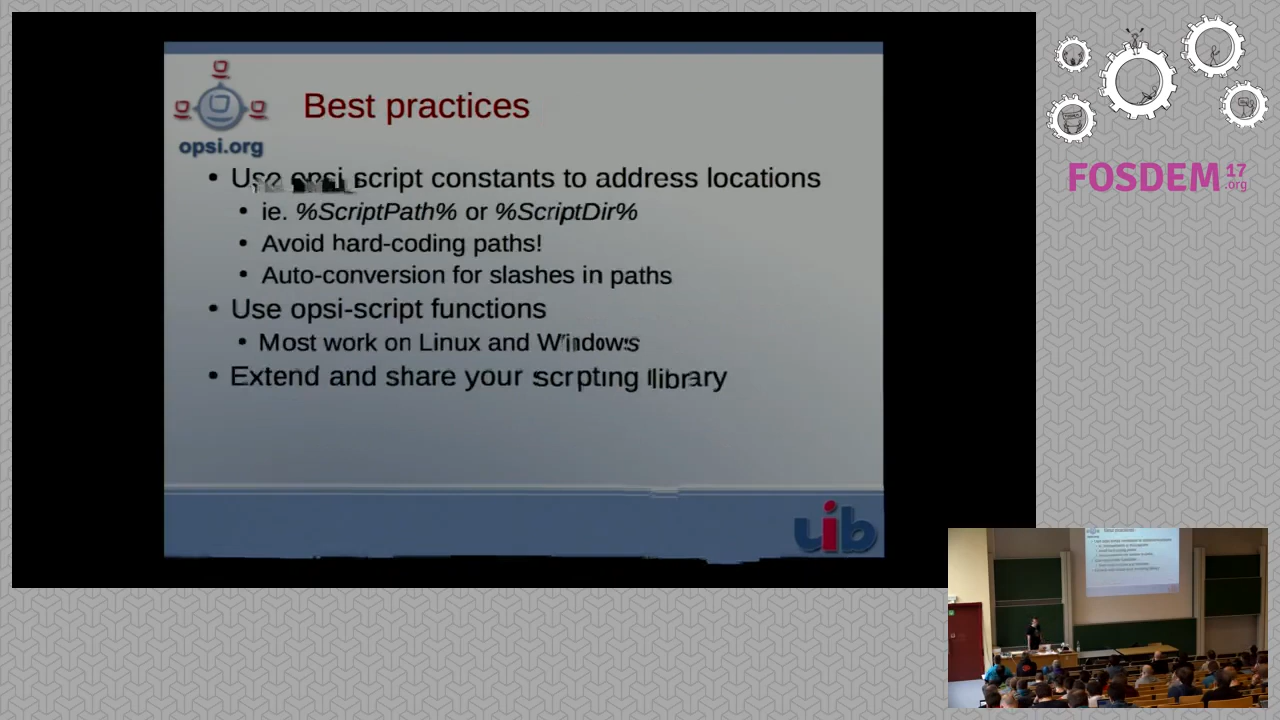 opsi.org
Best practices
• Use opsi script constants to address locations
• ie. %ScriptPath% or %ScriptDir%
• Avoid hard-coding paths!
• Auto-conversion for slashes in paths
• Use opsi-script functions
• Most work on Linux and Windows
• Extend and share your scrpting library
uib
FOSDEM 17
.org